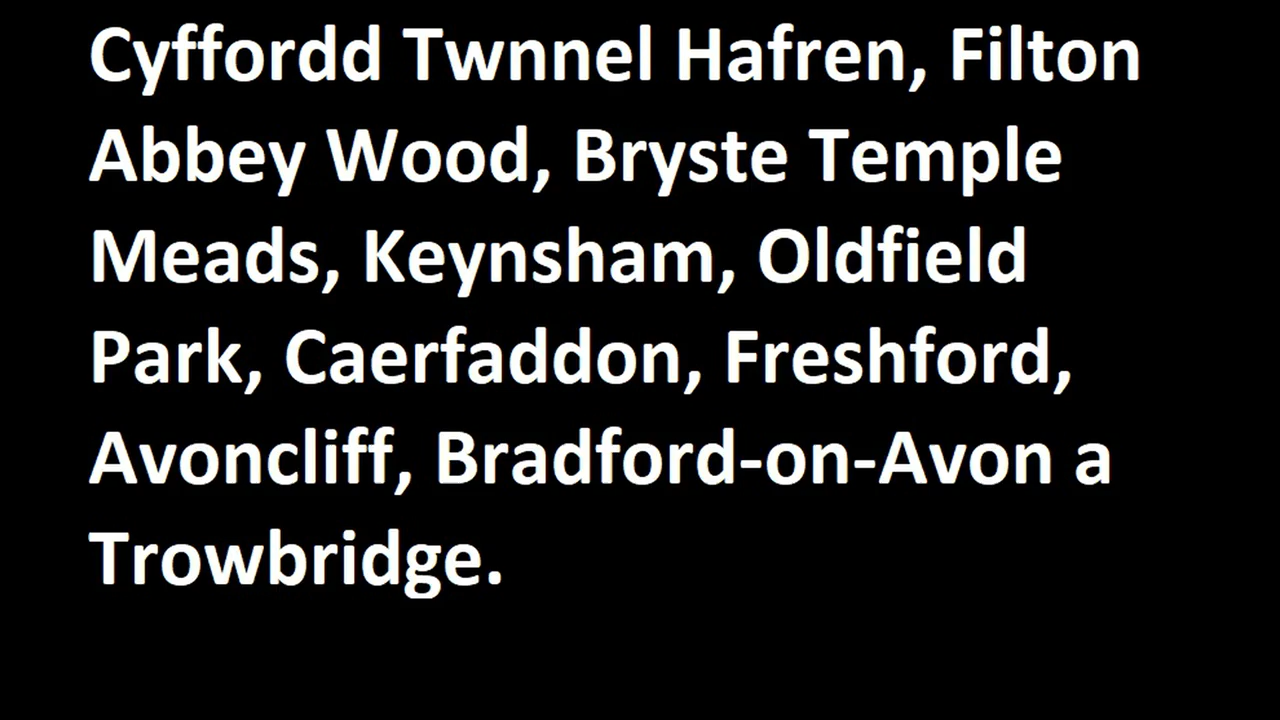 Cyffordd Twnnel Hafren, Filton
Abbey Wood, Bryste Temple
Meads, Keynsham, Oldfield
Park, Caerfaddon, Freshford,
Avoncliff, Bradford-on-Avon a
Trowbridge.